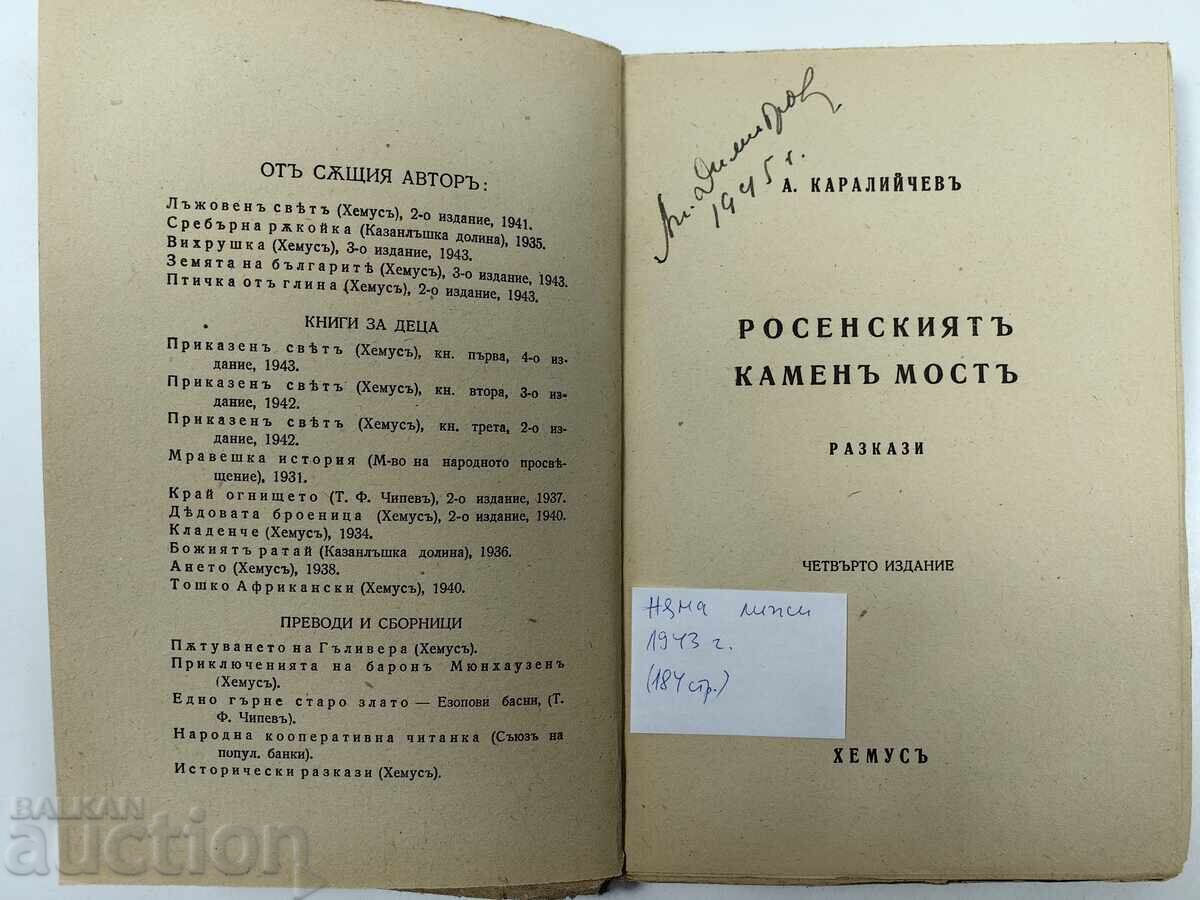 ОТЪ СѪЩИЯ АВТОРЪ:
Лъжовенъ свѣтъ (Хемусъ), 2-о издание, 1941.
Сребърна рѫкойка (Казанлъшка долина), 1935.
Вихрушка (Хемусъ), 3-о издание, 1943.
Земята на българитѣ (Хемусъ), 3-о издание, 1943.
Птичка отъ глина (Хемусъ), 2-о издание, 1943.
КНИГИ ЗА ДЕЦА
Приказенъ свѣтъ (Хемусъ), кн. първа, 4-о из-
дание, 1943.
Приказенъ свѣтъ (Хемусъ), кн. втора, 3-о из-
дание, 1942.
Приказенъ свѣтъ (Хемусъ), кн. трета, 2-о из-
дание, 1942.
Мравешка история (М-во на народното просвѣ-
щение), 1931.
Край огнището (Т. Ф. Чипевъ), 2-о издание, 1937.
Дѣдовата броеница (Хемусъ), 2-о издание, 1940.
Кладенче (Хемусъ), 1934.
Божиятъ ратай (Казанлъшка долина), 1936.
Ането (Хемусъ), 1938.
Тошко Африкански (Хемусъ), 1940.
ПРЕВОДИ И СБОРНИЦИ
Пѫтуването на Гъливера (Хемусъ).
Приключенията на баронъ Мюнхаузенъ
(Хемусъ).
Едно гърне старо злато — Езопови басни, (Т.
Ф. Чипевъ).
Народна кооперативна читанка (Съюзъ на
попул. банки).
Исторически разкази (Хемусъ).
Димитров
1945 г.
А. КАРАЛИЙЧЕВЪ
РОСЕНСКИЯТЪ
КАМЕНЪ МОСТЪ
РАЗКАЗИ
ЧЕТВЪРТО ИЗДАНИЕ
няма липси
1943 г.
(184 стр.)
ХЕМУСЪ
BALKAN
auction